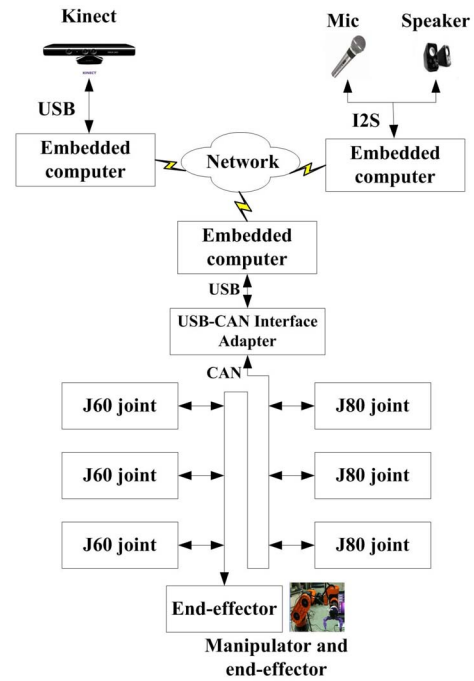 Kinect
Mic
Speaker
KINECT
USB
I2S
Embedded
computer
Network
Embedded
computer
Embedded
computer
USB
USB-CAN Interface
Adapter
CAN
J60 joint
J80 joint
J60 joint
J80 joint
J60 joint
J80 joint
End-effector
Manipulator and
end-effector